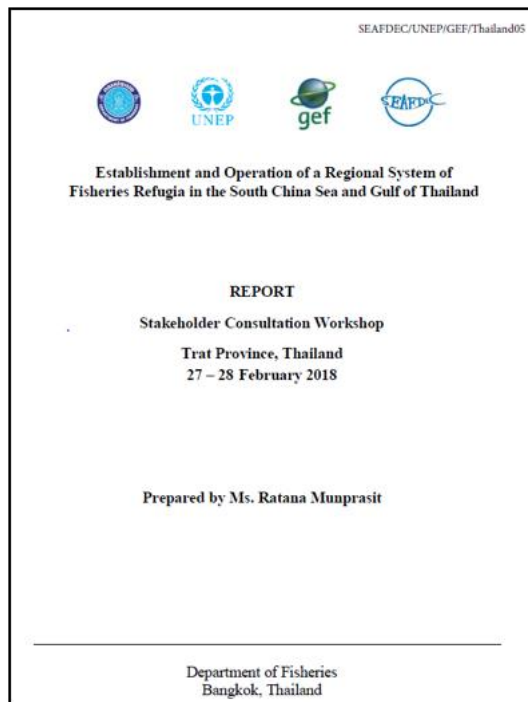 SEAFDEC/UNEP/GEF/Thailand05
UNEP
gef
SEAFDEC
Establishment and Operation of a Regional System of
Fisheries Refugia in the South China Sea and Gulf of Thailand
REPORT
Stakeholder Consultation Workshop
Trat Province, Thailand
27 – 28 February 2018
Prepared by Ms. Ratana Munprasit
Department of Fisheries
Bangkok, Thailand